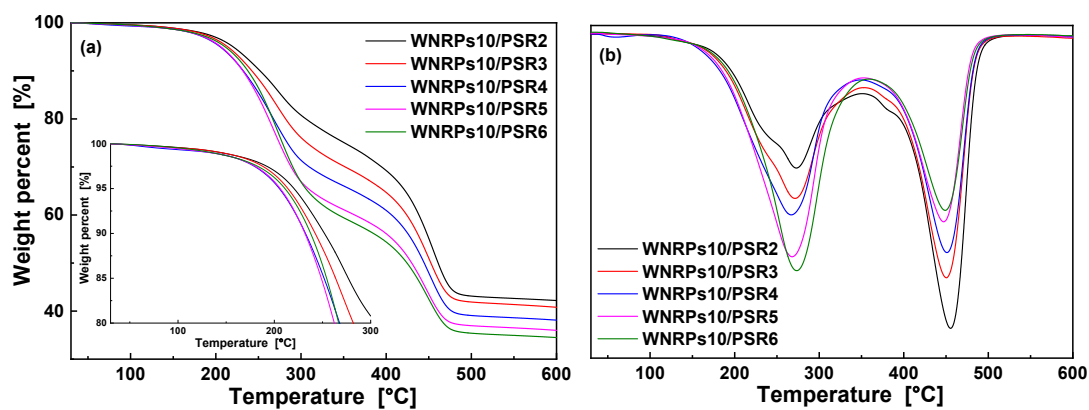 (a)
WNRPs10/PSR2
WNRPs10/PSR3
WNRPs10/PSR4
WNRPs10/PSR5
WNRPs10/PSR6
Weight percent [%]
100
80
60
40
100 200 300 400 500 600
Temperature [°C]
Weight percent [%]
100
95
90
85
80
100 200 300
Temperature [°C]
(b)
WNRPs10/PSR2
WNRPs10/PSR3
WNRPs10/PSR4
WNRPs10/PSR5
WNRPs10/PSR6
100 200 300 400 500 600
Temperature [°C]